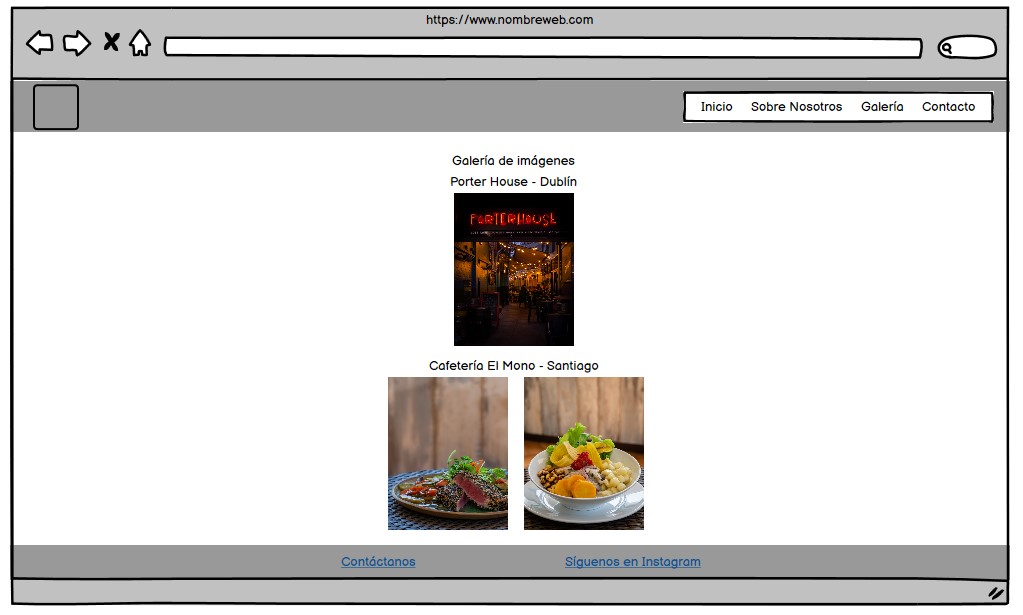 https://www.nombreweb.com
Inicio Sobre Nosotros Galería Contacto
Galería de imágenes
Porter House - Dublín
PORTERHOUSE
Cafetería El Mono - Santiago
Contáctanos Síguenos en Instagram